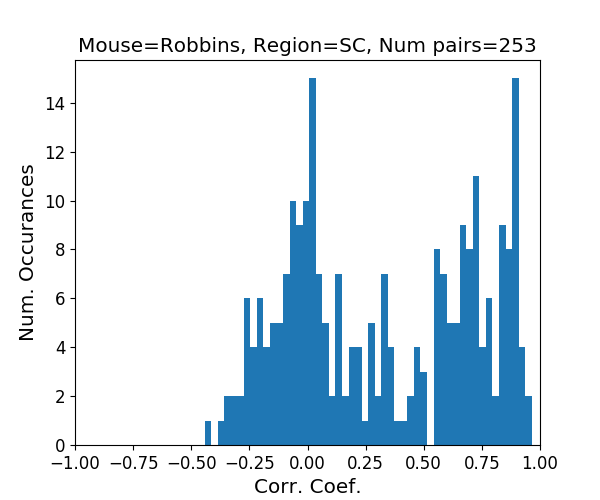 Mouse=Robbins, Region=SC, Num pairs=253
Num. Occurances
14
12
10
8
6
4
2
0
−1.00 −0.75 −0.50 −0.25 0.00 0.25 0.50 0.75 1.00
Corr. Coef.